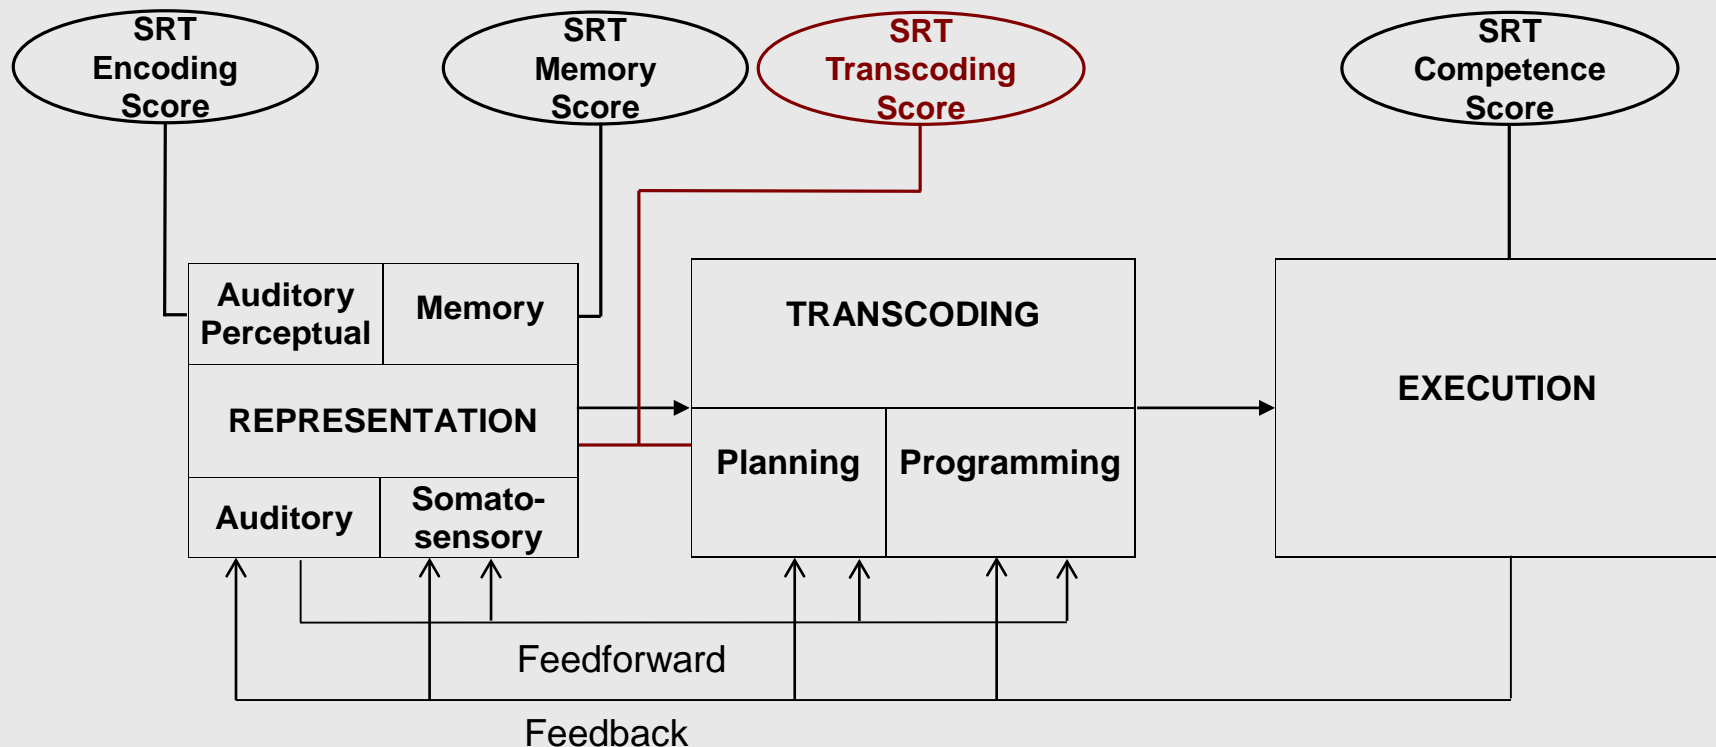 SRT
Encoding
Score
SRT
Memory
Score
SRT
Transcoding
Score
SRT
Competence
Score
Auditory
Perceptual
Memory
REPRESENTATION
Auditory
Somato-
sensory
TRANSCODING
Planning
Programming
EXECUTION
Feedforward
Feedback